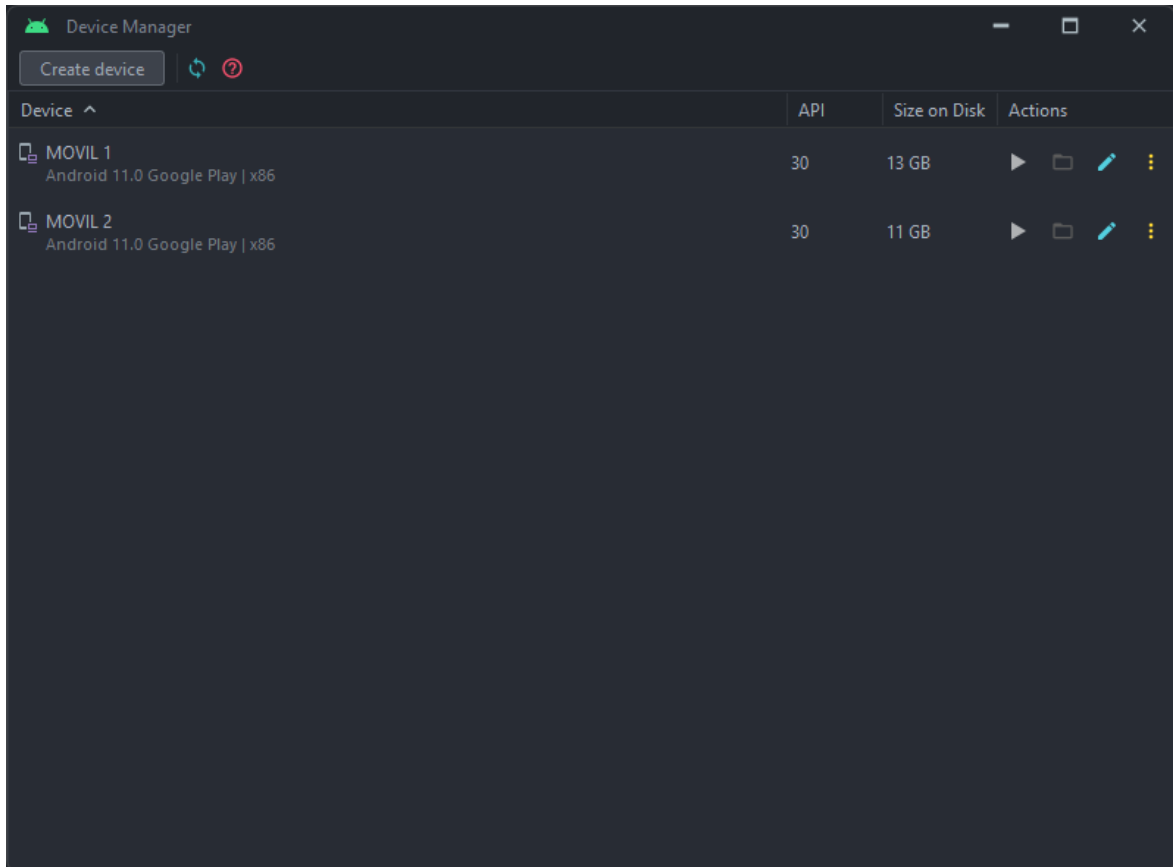 Device Manager
Create device
Device API Size on Disk Actions
MOVIL 1 30 13 GB
Android 11.0 Google Play | x86
MOVIL 2 30 11 GB
Android 11.0 Google Play | x86